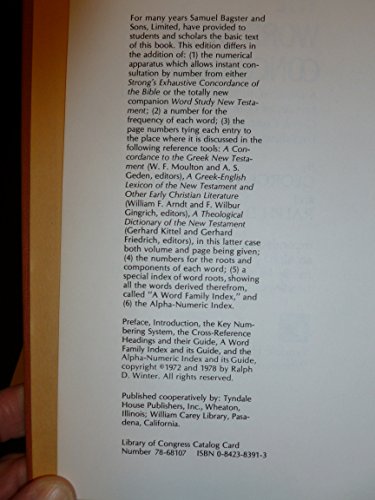 For many years Samuel Bagster and
Sons, Limited, have provided to
students and scholars the basic text
of this book. This edition differs in
the addition of: (1) the numerical
apparatus which allows instant con-
sultation by number from either
Strong's Exhaustive Concordance of
the Bible or the totally new
companion Word Study New Testa-
ment; (2) a number for the
frequency of each word; (3) the
page numbers tying each entry to
the place where it is discussed in the
following reference tools: A Con-
cordance to the Greek New Testa-
ment (W. F. Moulton and A. S.
Geden, editors), A Greek-English
Lexicon of the New Testament and
Other Early Christian Literature
(William F. Arndt and F. Wilbur
Gingrich, editors), A Theological
Dictionary of the New Testament
(Gerhard Kittel and Gerhard
Friedrich, editors), in this latter case
both volume and page being given;
(4) the numbers for the roots and
components of each word; (5) a
special index of word roots, showing
all the words derived therefrom,
called "A Word Family Index," and
(6) the Alpha-Numeric Index.
Preface, Introduction, the Key Num-
bering System, the Cross-Reference
Headings and their Guide, A Word
Family Index and its Guide, and the
Alpha-Numeric Index and its Guide,
copyright ©1972 and 1978 by Ralph
D. Winter. All rights reserved.
Published cooperatively by: Tyndale
House Publishers, Inc., Wheaton,
Illinois; William Carey Library, Pasa-
dena, California.
Library of Congress Catalog Card
Number 78-68107 ISBN 0-8423-8391-3